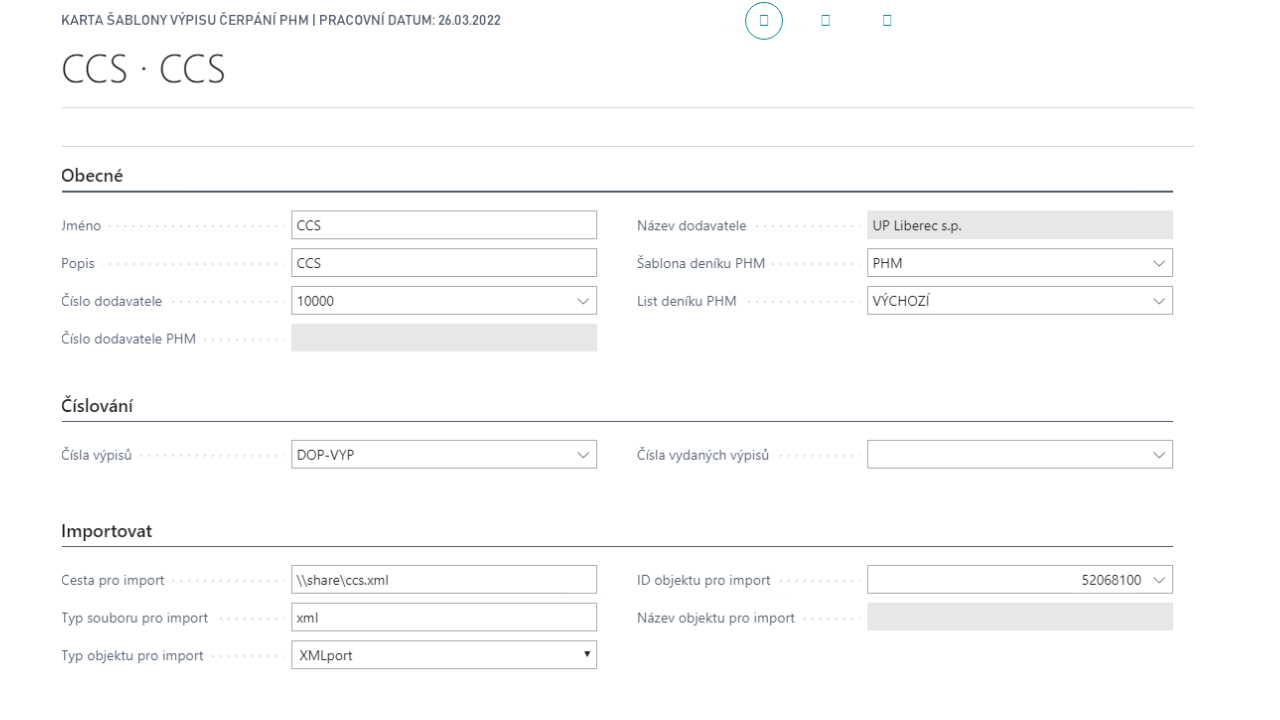 KARTA ŠABLONY VÝPISU ČERPÁNÍ PHM | PRACOVNÍ DATUM: 26.03.2022
CCS · CCS
Obecné
Jméno CCS
Název dodavatele UP Liberec s.p.
Popis CCS
Šablona deníku PHM PHM
Číslo dodavatele 10000
List deníku PHM VÝCHOZÍ
Číslo dodavatele PHM
Číslování
Čísla výpisů DOP-VYP
Čísla vydaných výpisů
Importovat
Cesta pro import \\share\ccs.xml
ID objektu pro import 52068100
Typ souboru pro import xml
Název objektu pro import
Typ objektu pro import XMLport